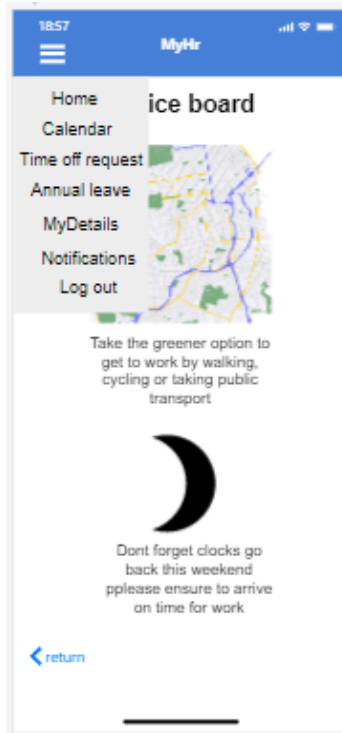 18:57
MyHr
Home
ice board
Calendar
Time off request
Annual leave
MyDetails
Notifications
Log out
Take the greener option to
get to work by walking,
cycling or taking public
transport
Dont forget clocks go
back this weekend
pplease ensure to arrive
on time for work
return